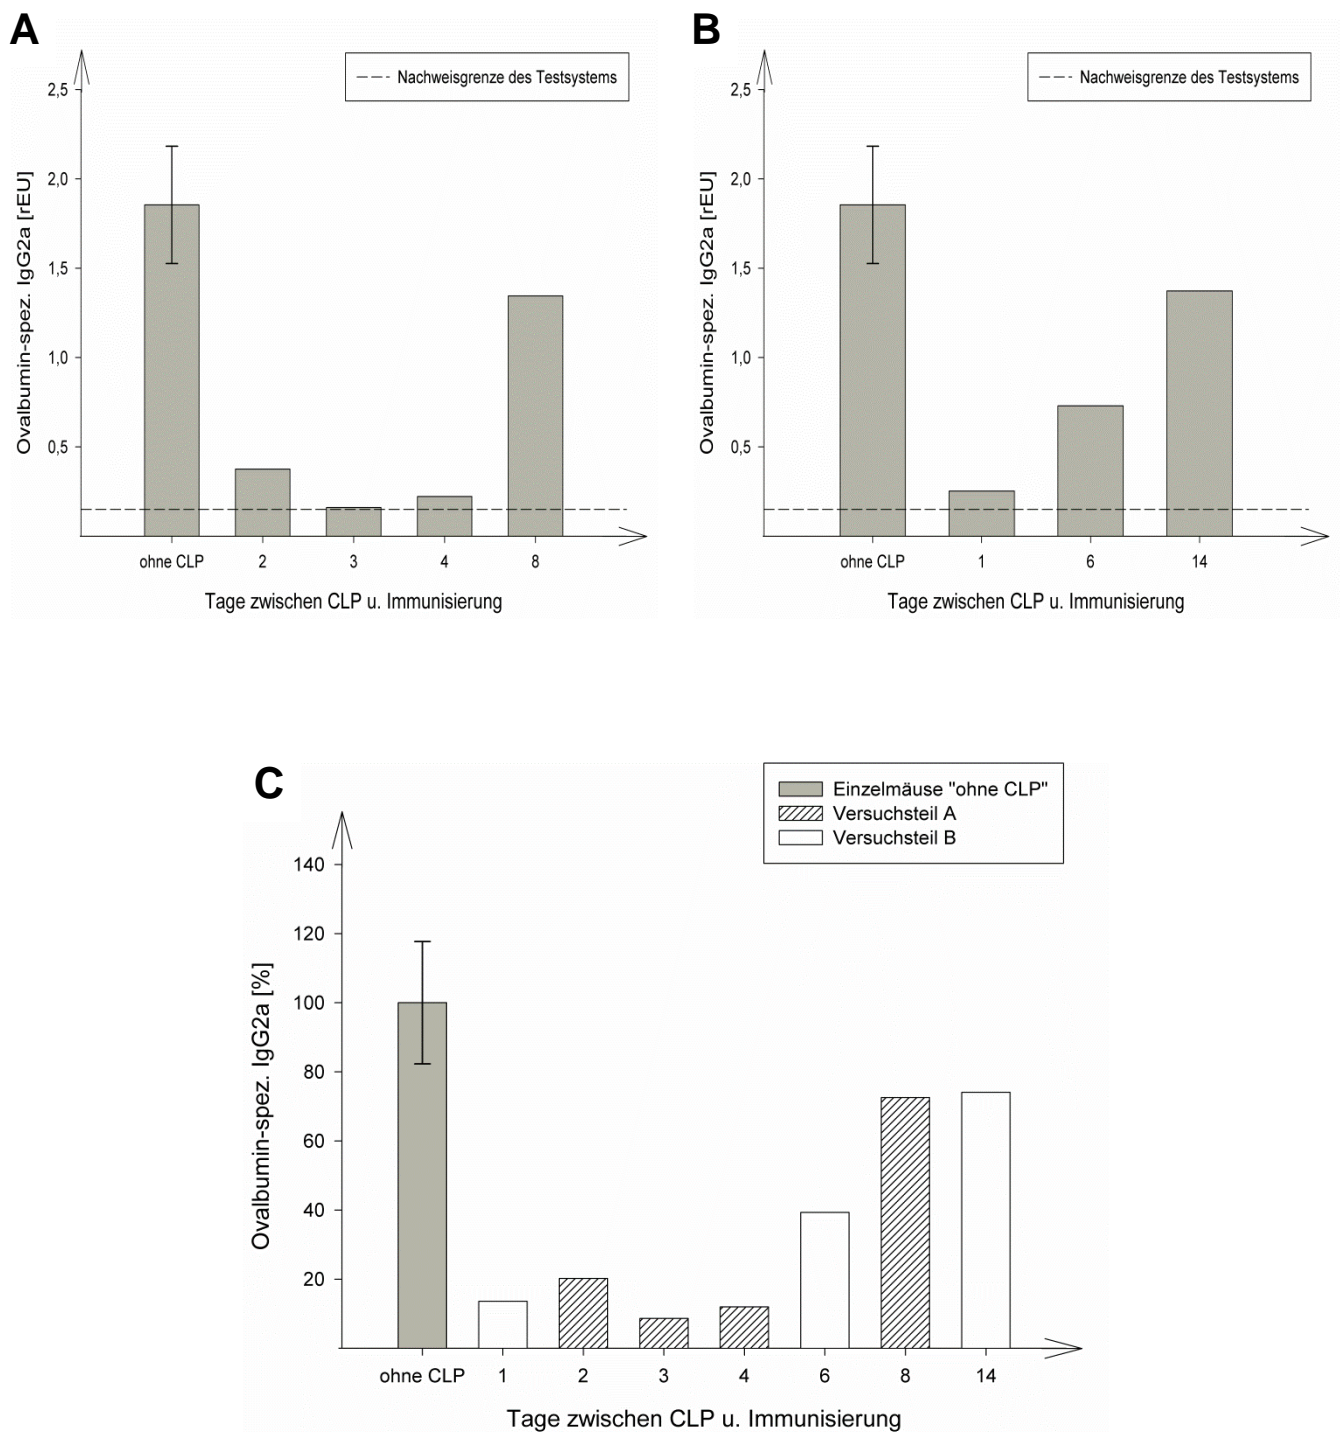 A
Nachweisgrenze des Testsystems
2,5
2,0
1,5
1,0
0,5
Ovalbumin-spez. IgG2a [rEU]
ohne CLP 2 3 4 8
Tage zwischen CLP u. Immunisierung
B
Nachweisgrenze des Testsystems
2,5
2,0
1,5
1,0
0,5
Ovalbumin-spez. IgG2a [rEU]
ohne CLP 1 6 14
Tage zwischen CLP u. Immunisierung
C
Einzelmäuse "ohne CLP"
Versuchsteil A
Versuchsteil B
140
120
100
80
60
40
20
Ovalbumin-spez. IgG2a [%]
ohne CLP 1 2 3 4 6 8 14
Tage zwischen CLP u. Immunisierung